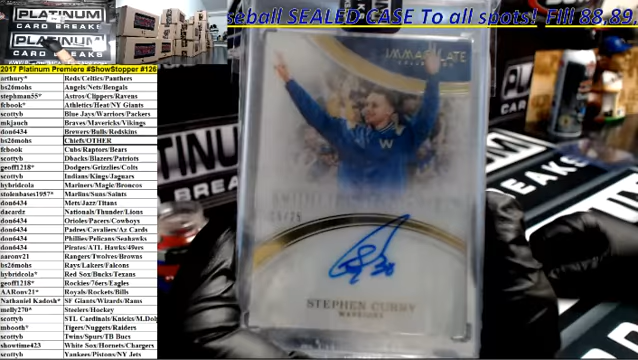 seball SEALED CASE To all spots! Fill 88,89,
PLATINUM
CARD BREAKS
PLATINUM
CARD BREAKS
2017 Platinum Premiere #ShowStopper #126
arthury* Reds/Celtics/Panthers
bs26mohs Angels/Nets/Bengals
stephman55* Astros/Clippers/Ravens
fcbook* Athletics/Heat/NY Giants
scottyb Blue Jays/Warriors/Packers
mkjauch Braves/Mavericks/Vikings
don6434 Brewers/Bulls/Redskins
bs26mohs Chiefs/OTHER
fcbook Cubs/Raptors/Bears
scottyb Dbacks/Blazers/Patriots
geoff1218* Dodgers/Grizzlies/Colts
scottyb Indians/Kings/Jaguars
hybridcola Mariners/Magic/Broncos
stolenbases1957* Marlins/Suns/Saints
don6434 Mets/Jazz/Titans
dacardz Nationals/Thunder/Lions
don6434 Orioles/Pacers/Cowboys
don6434 Padres/Cavaliers/Az Cards
don6434 Phillies/Pelicans/Seahawks
don6434 Pirates/ATL Hawks/49ers
aaronv21 Rangers/Twolves/Browns
bs26mohs Rays/Lakers/Falcons
hybridcola* Red Sox/Bucks/Texans
geoff1218* Rockies/76ers/Eagles
AARonv21* Royals/Rockets/Bills
Nathaniel Kadosh* SF Giants/Wizards/Rams
melly270* Steelers/Hockey
scottyb STL Cardinals/Knicks/M.Dolp
mbooth* Tigers/Nuggets/Raiders
scottyb Twins/Spurs/TB Bucs
showtime423 White Sox/Hornets/Chargers
scottyb Yankees/Pistons/NY Jets
IMMACULATE
COLLECTION
W
STEPHEN CURRY
WARRIORS